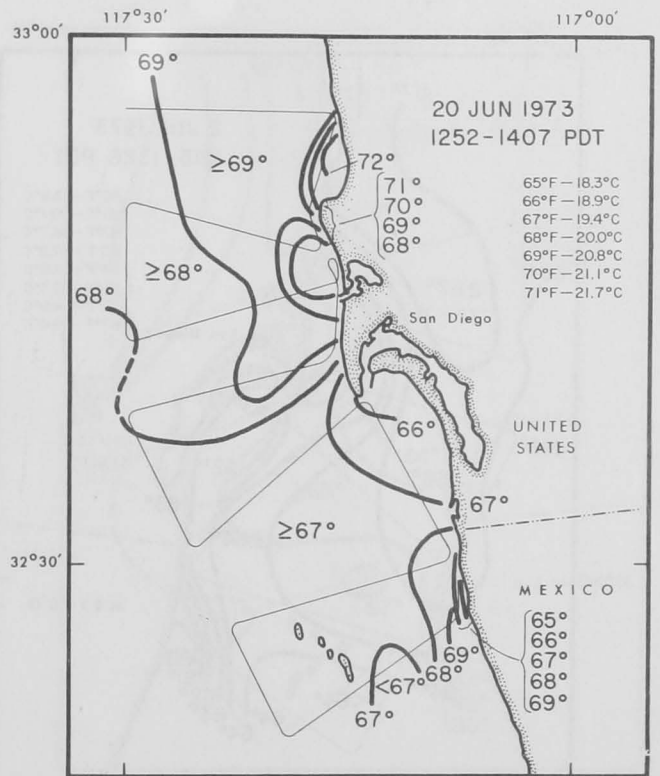 117°30'
117°00'
33°00'
69°
20 JUN 1973
1252-1407 PDT
≥69°
72°
71°
70°
69°
68°
65°F-18.3°C
66°F-18.9°C
67°F-19.4°C
68°F-20.0°C
69°F-20.8°C
70°F-21.1°C
71°F-21.7°C
≥68°
68°
San Diego
66°
UNITED
STATES
67°
≥67°
32°30'
MEXICO
65°
66°
67°
68°
69°
69°
68°
<67°
67°